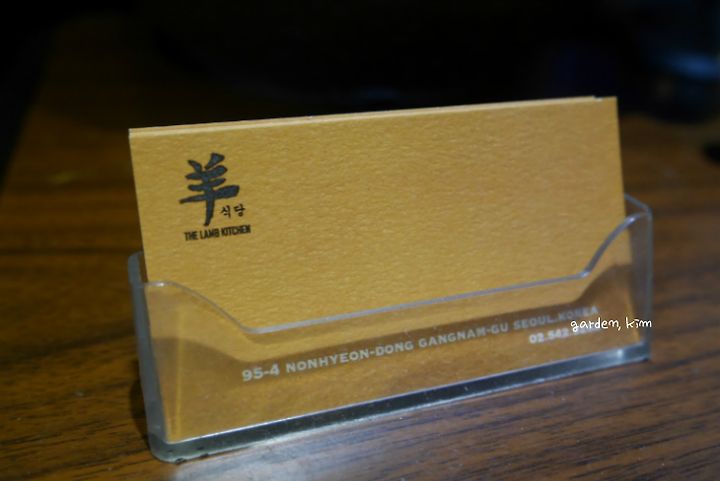 羊
식당
THE LAMB KITCHEN
95-4 NONHYEON-DONG GANGNAM-GU SEOUL,KOREA
garden, kim